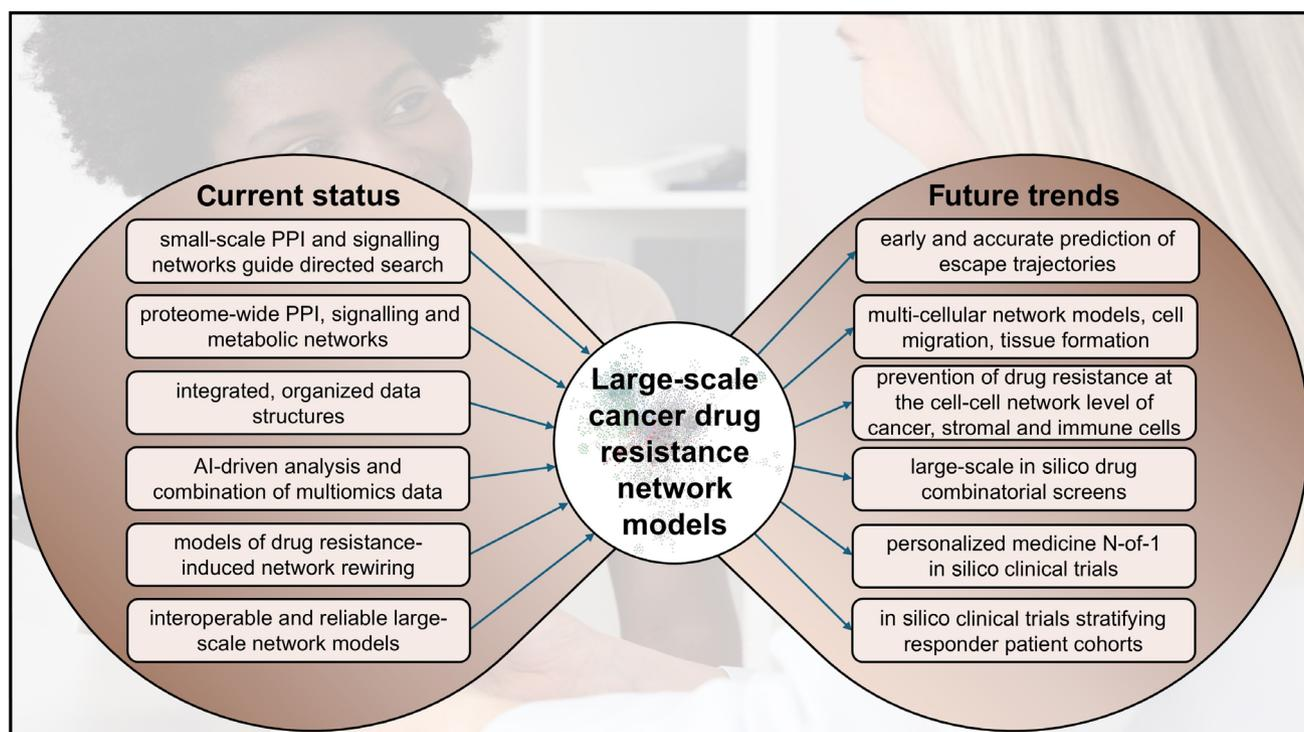 Current status
small-scale PPI and signalling
networks guide directed search
proteome-wide PPI, signalling and
metabolic networks
integrated, organized data
structures
AI-driven analysis and
combination of multiomics data
models of drug resistance-
induced network rewiring
interoperable and reliable large-
scale network models
Large-scale
cancer drug
resistance
network
models
Future trends
early and accurate prediction of
escape trajectories
multi-cellular network models, cell
migration, tissue formation
prevention of drug resistance at
the cell-cell network level of
cancer, stromal and immune cells
large-scale in silico drug
combinatorial screens
personalized medicine N-of-1
in silico clinical trials
in silico clinical trials stratifying
responder patient cohorts